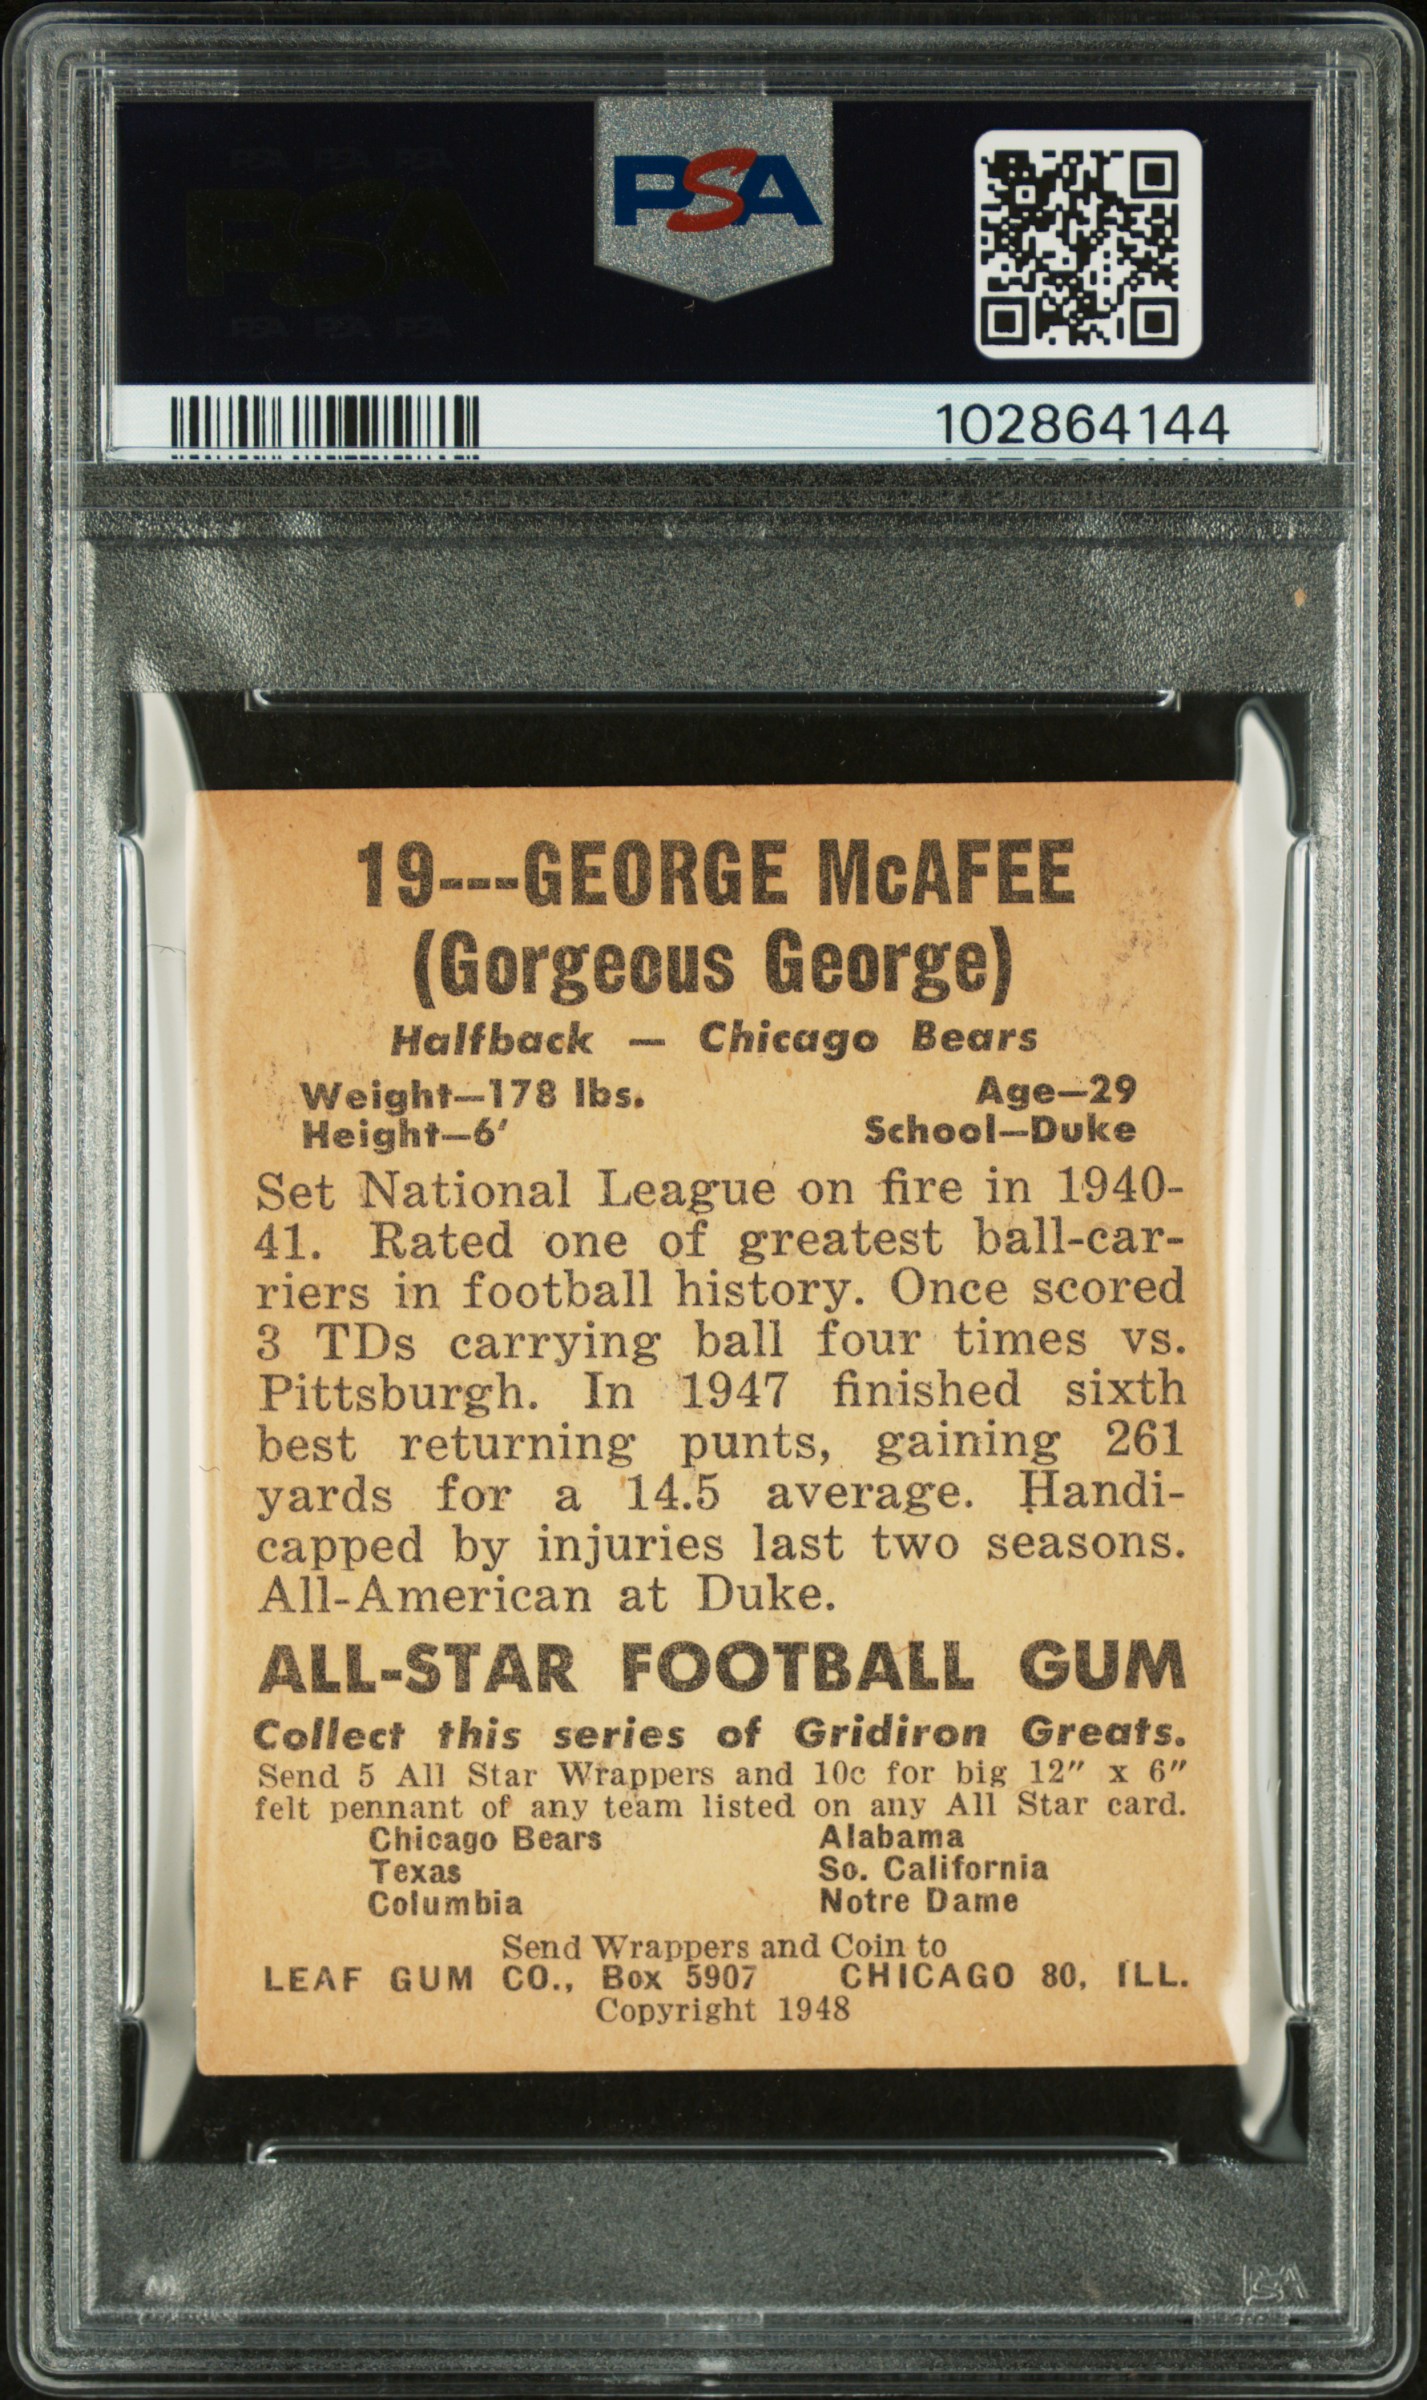 PSA
102864144
19---GEORGE McAFEE
(Gorgeous George)
Halfback — Chicago Bears
Weight—178 lbs. Age—29
Height—6' School—Duke
Set National League on fire in 1940-
41. Rated one of greatest ball-car-
riers in football history. Once scored
3 TDs carrying ball four times vs.
Pittsburgh. In 1947 finished sixth
best returning punts, gaining 261
yards for a 14.5 average. Handi-
capped by injuries last two seasons.
All-American at Duke.
ALL-STAR FOOTBALL GUM
Collect this series of Gridiron Greats.
Send 5 All Star Wrappers and 10c for big 12" x 6"
felt pennant of any team listed on any All Star card.
Chicago Bears Alabama
Texas So. California
Columbia Notre Dame
Send Wrappers and Coin to
LEAF GUM CO., Box 5907 CHICAGO 80, ILL.
Copyright 1948
PSA